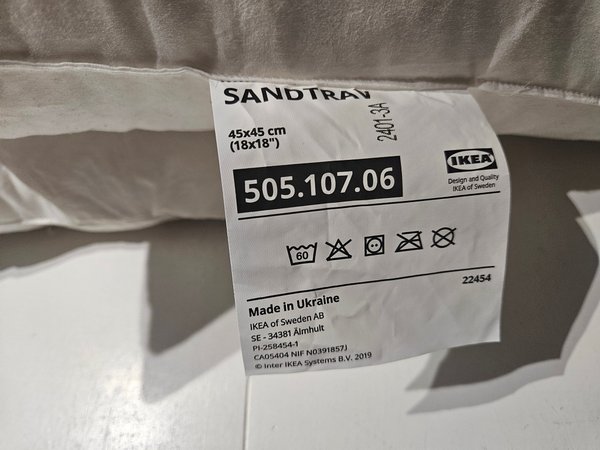 SANDTRAV
2401-3A
45x45 cm
(18x18")
505.107.06
IKEA
Design and Quality
IKEA of Sweden
60
22454
Made in Ukraine
IKEA of Sweden AB
SE - 34381 Älmhult
PI-258454-1
CA05404 NIF N0391857J
© Inter IKEA Systems B.V. 2019